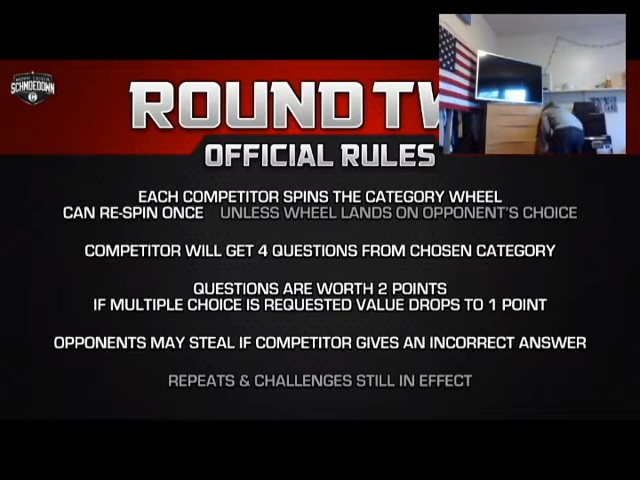 SCHMOEDOWN
ROUND
OFFICIAL RULES
EACH COMPETITOR SPINS THE CATEGORY WHEEL
CAN RE-SPIN ONCE UNLESS WHEEL LANDS ON OPPONENT'S CHOICE
COMPETITOR WILL GET 4 QUESTIONS FROM CHOSEN CATEGORY
QUESTIONS ARE WORTH 2 POINTS
IF MULTIPLE CHOICE IS REQUESTED VALUE DROPS TO 1 POINT
OPPONENTS MAY STEAL IF COMPETITOR GIVES AN INCORRECT ANSWER
REPEATS & CHALLENGES STILL IN EFFECT